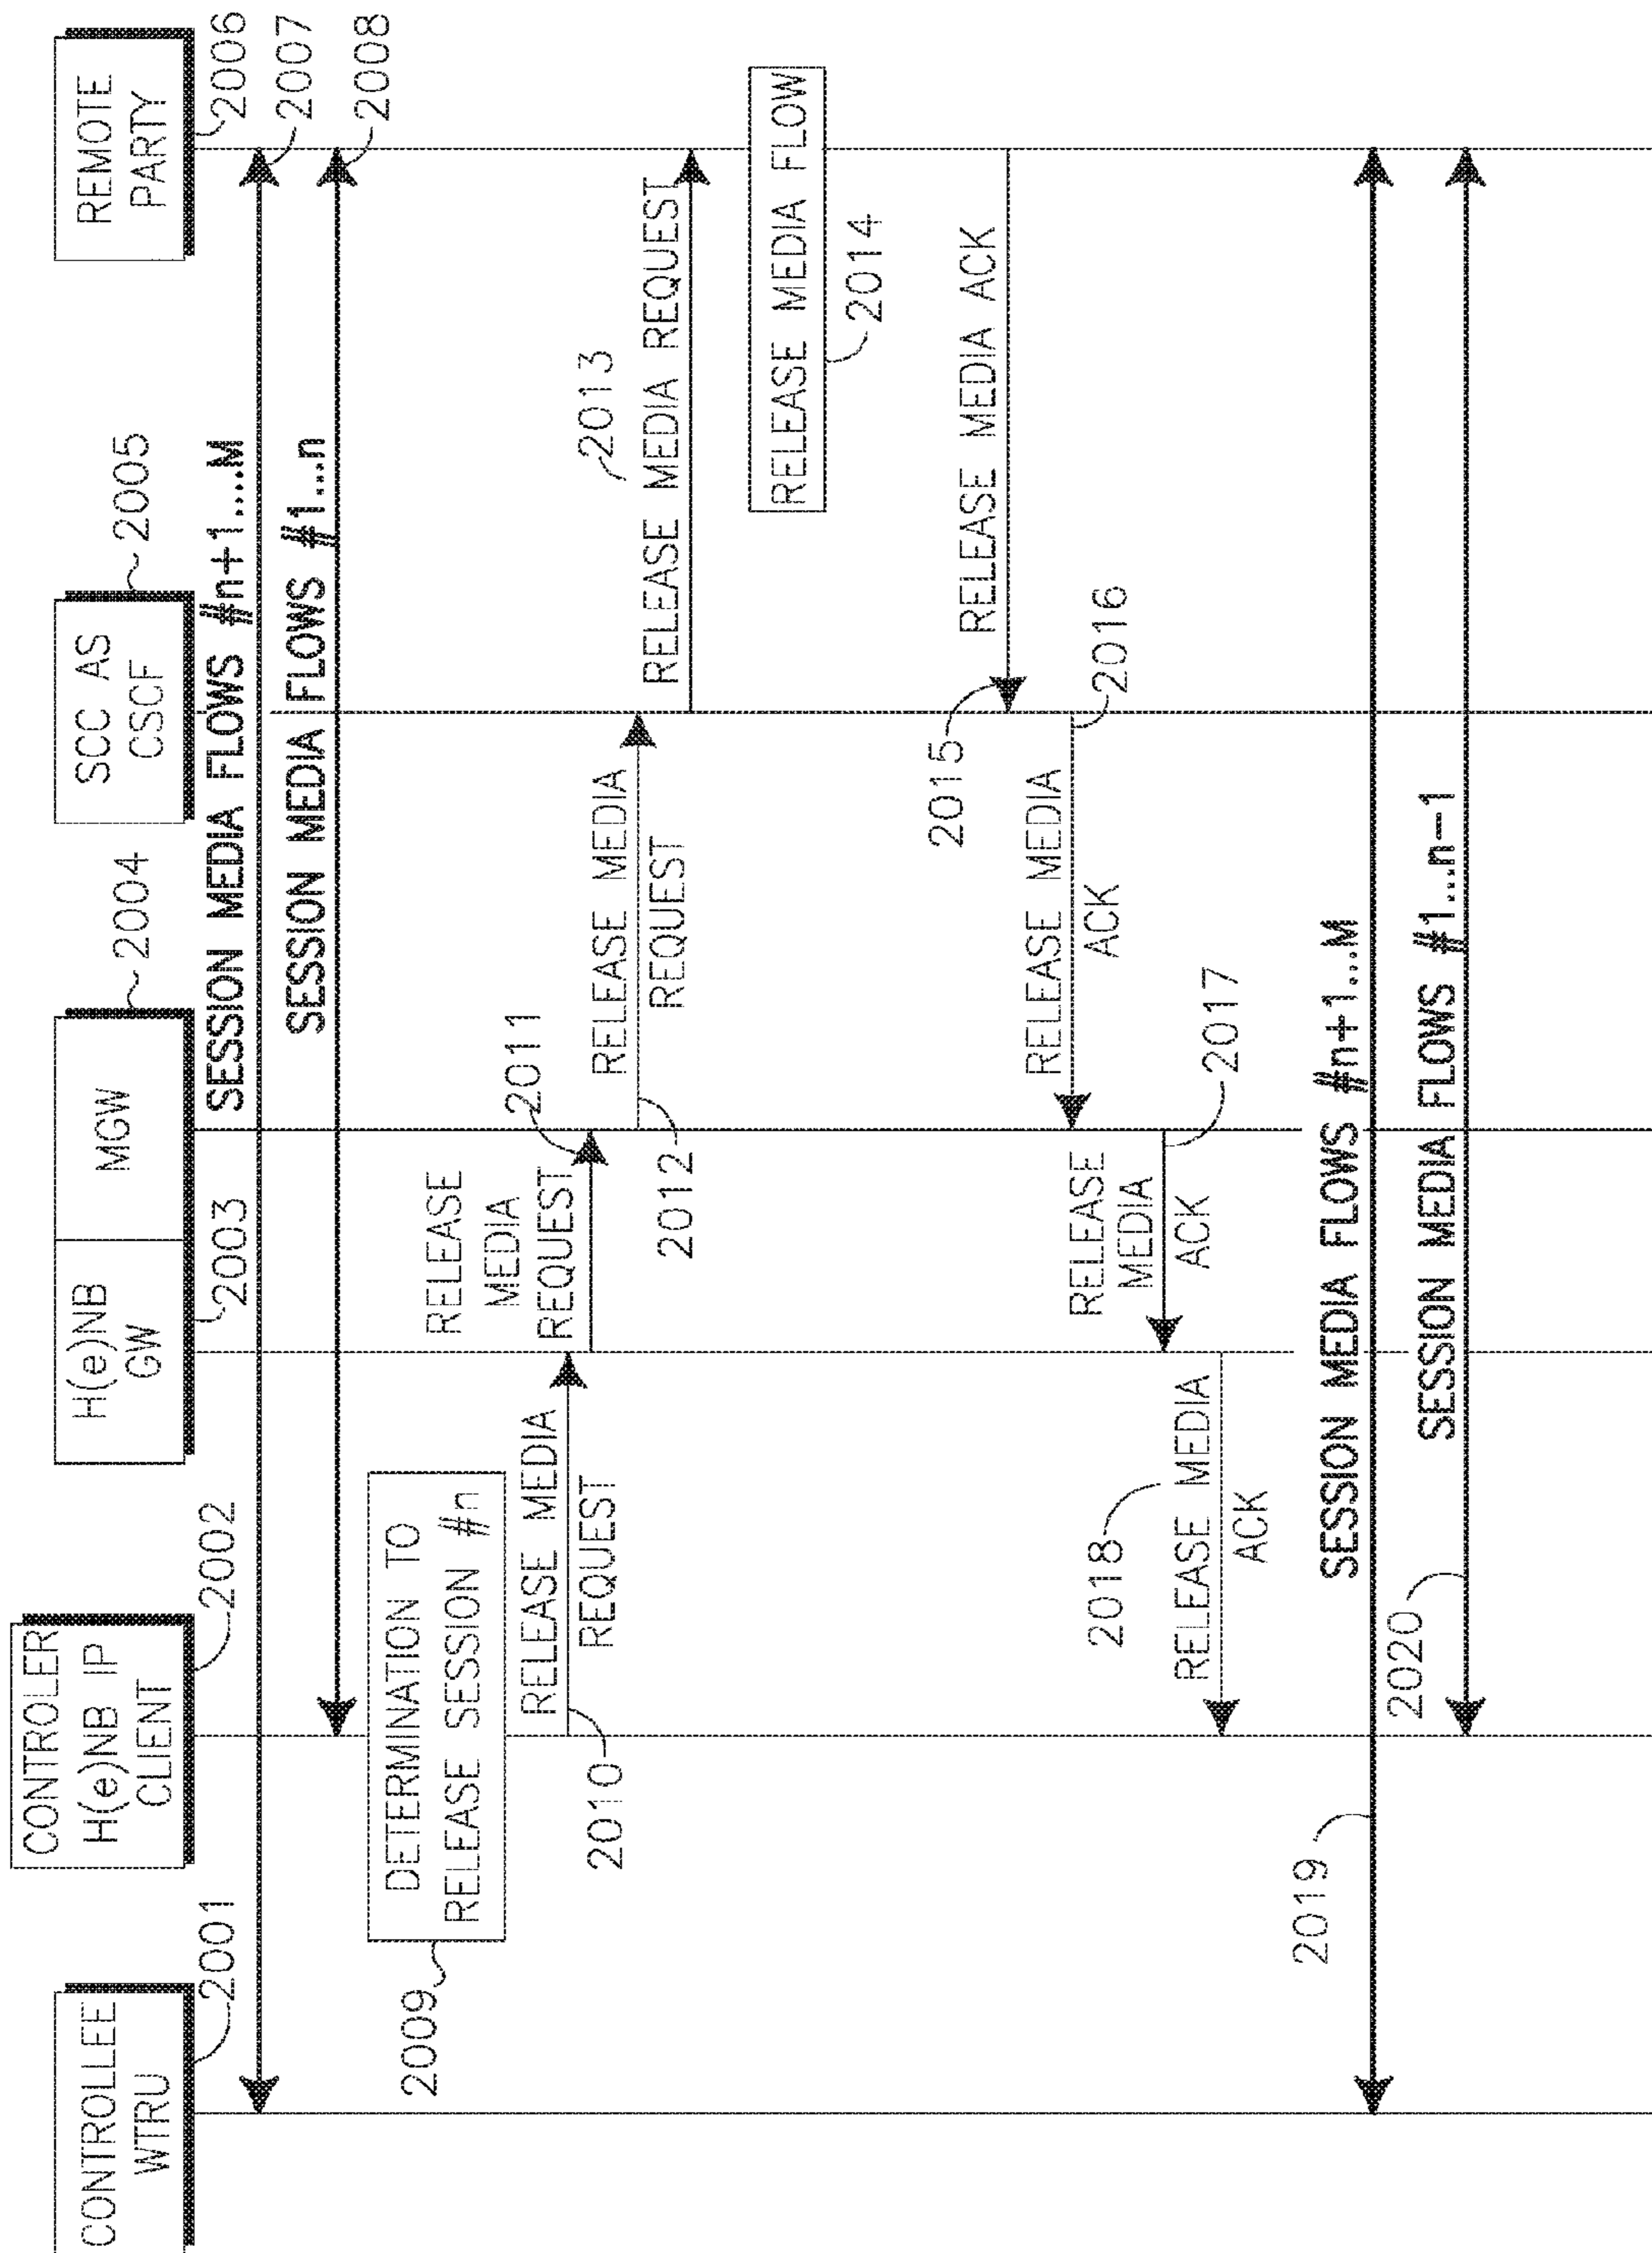 CONTROLLEE
WTRU
2001
CONTROLLER
H(e)NB IP
CLIENT
2002
H(e)NB
GW
2003
MGW
2004
SCC AS
CSCF
2005
REMOTE
PARTY
2006
SESSION MEDIA FLOWS #n+1....M
2007
SESSION MEDIA FLOWS #1...n
2008
DETERMINATION TO
RELEASE SESSION #n
2009
RELEASE MEDIA
REQUEST
2010
RELEASE
MEDIA
REQUEST
2011
RELEASE MEDIA
REQUEST
2012
2013
RELEASE MEDIA REQUEST
RELEASE MEDIA FLOW
2014
RELEASE MEDIA ACK
2015
RELEASE MEDIA
ACK
2016
RELEASE
MEDIA
ACK
2017
2018
RELEASE MEDIA
ACK
SESSION MEDIA FLOWS #n+1...M
2019
SESSION MEDIA FLOWS #1...n-1
2020